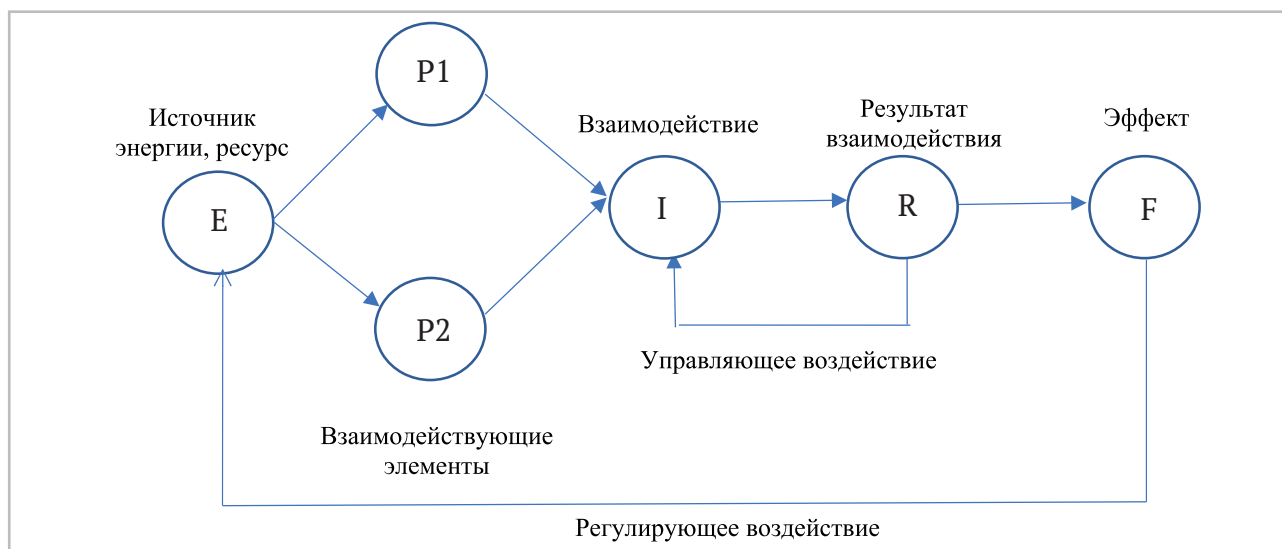 P1
Источник
энергии, ресурс
Взаимодействие
Результат
взаимодействия
Эффект
E
I
R
F
P2
Управляющее воздействие
Взаимодействующие
элементы
Регулирующее воздействие